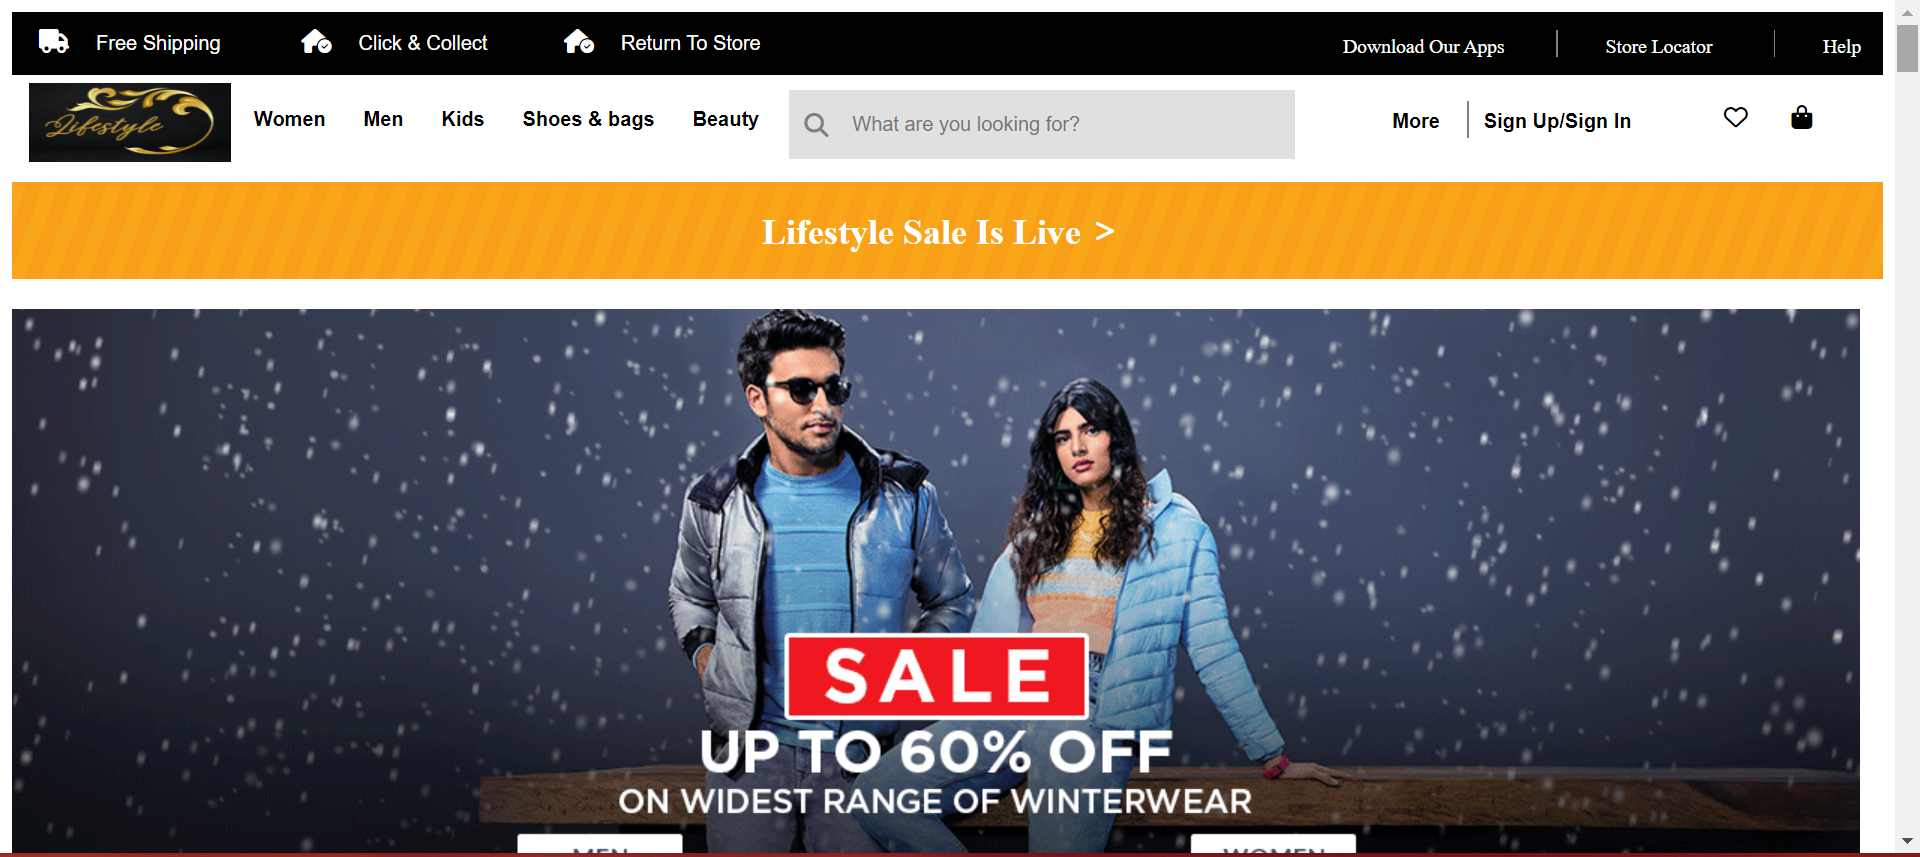 Free Shipping Click & Collect Return To Store Download Our Apps Store Locator Help
Lifestyle Women Men Kids Shoes & bags Beauty What are you looking for? More Sign Up/Sign In
Lifestyle Sale Is Live >
SALE
UP TO 60% OFF
ON WIDEST RANGE OF WINTERWEAR
MEN WOMEN